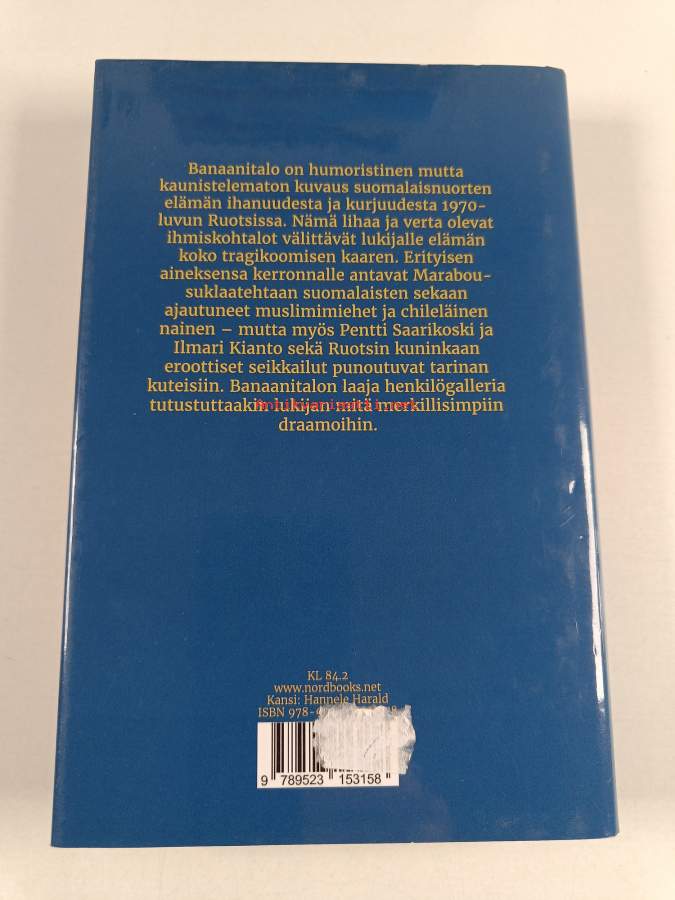 Banaanitalo on humoristinen mutta
kaunistelematon kuvaus suomalaisnuorten
elämän ihanuudesta ja kurjuudesta 1970-
luvun Ruotsissa. Nämä lihaa ja verta olevat
ihmiskohtalot välittävät lukijalle elämän
koko tragikoomisen kaaren. Erityisen
aineksensa kerronnalle antavat Marabou-
suklaatehtaan suomalaisten sekaan
ajautuneet muslimimiehet ja chileläinen
nainen – mutta myös Pentti Saarikoski ja
Ilmari Kianto sekä Ruotsin kuninkaan
eroottiset seikkailut punoutuvat tarinan
kuteisiin. Banaanitalon laaja henkilögalleria
tutustuttaakin lukijan mitä merkillisimpiin
draamoihin.
KL 84.2
www.nordbooks.net
Kansi: Hannele Harald
ISBN 978-
9 789523 153158